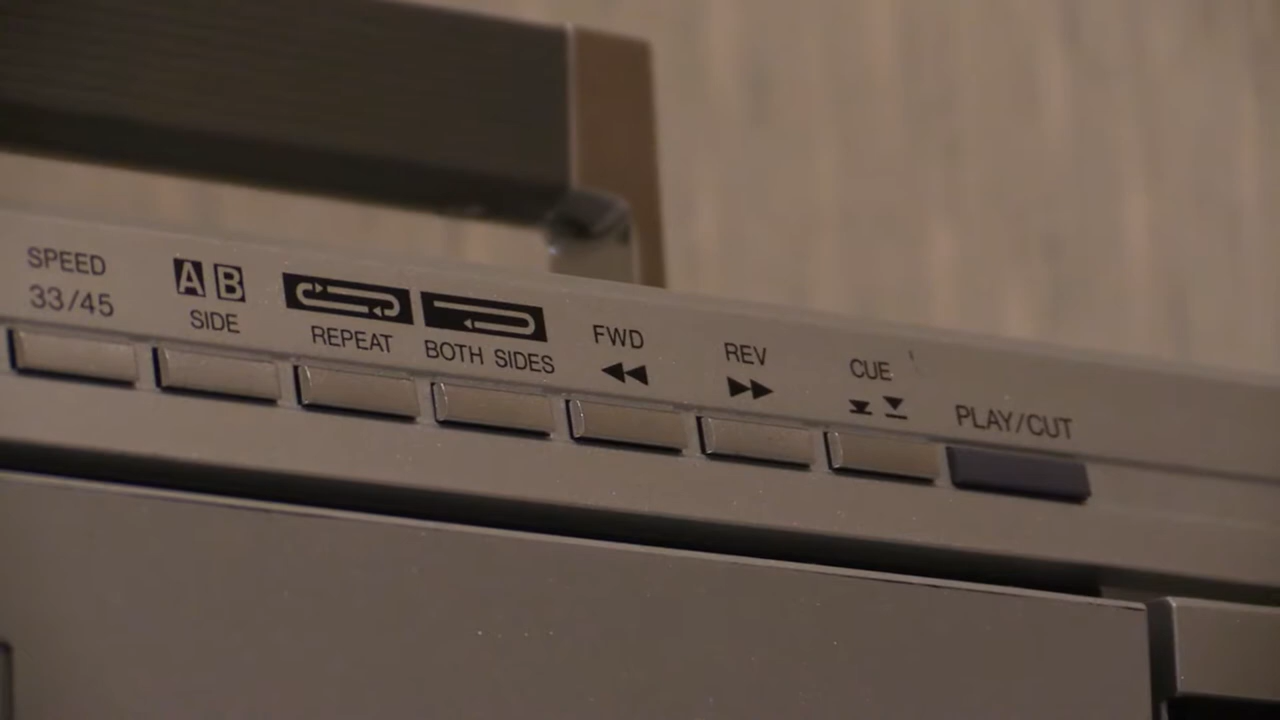 SPEED
33/45
A B
SIDE
REPEAT
BOTH SIDES
FWD
REV
CUE
PLAY/CUT